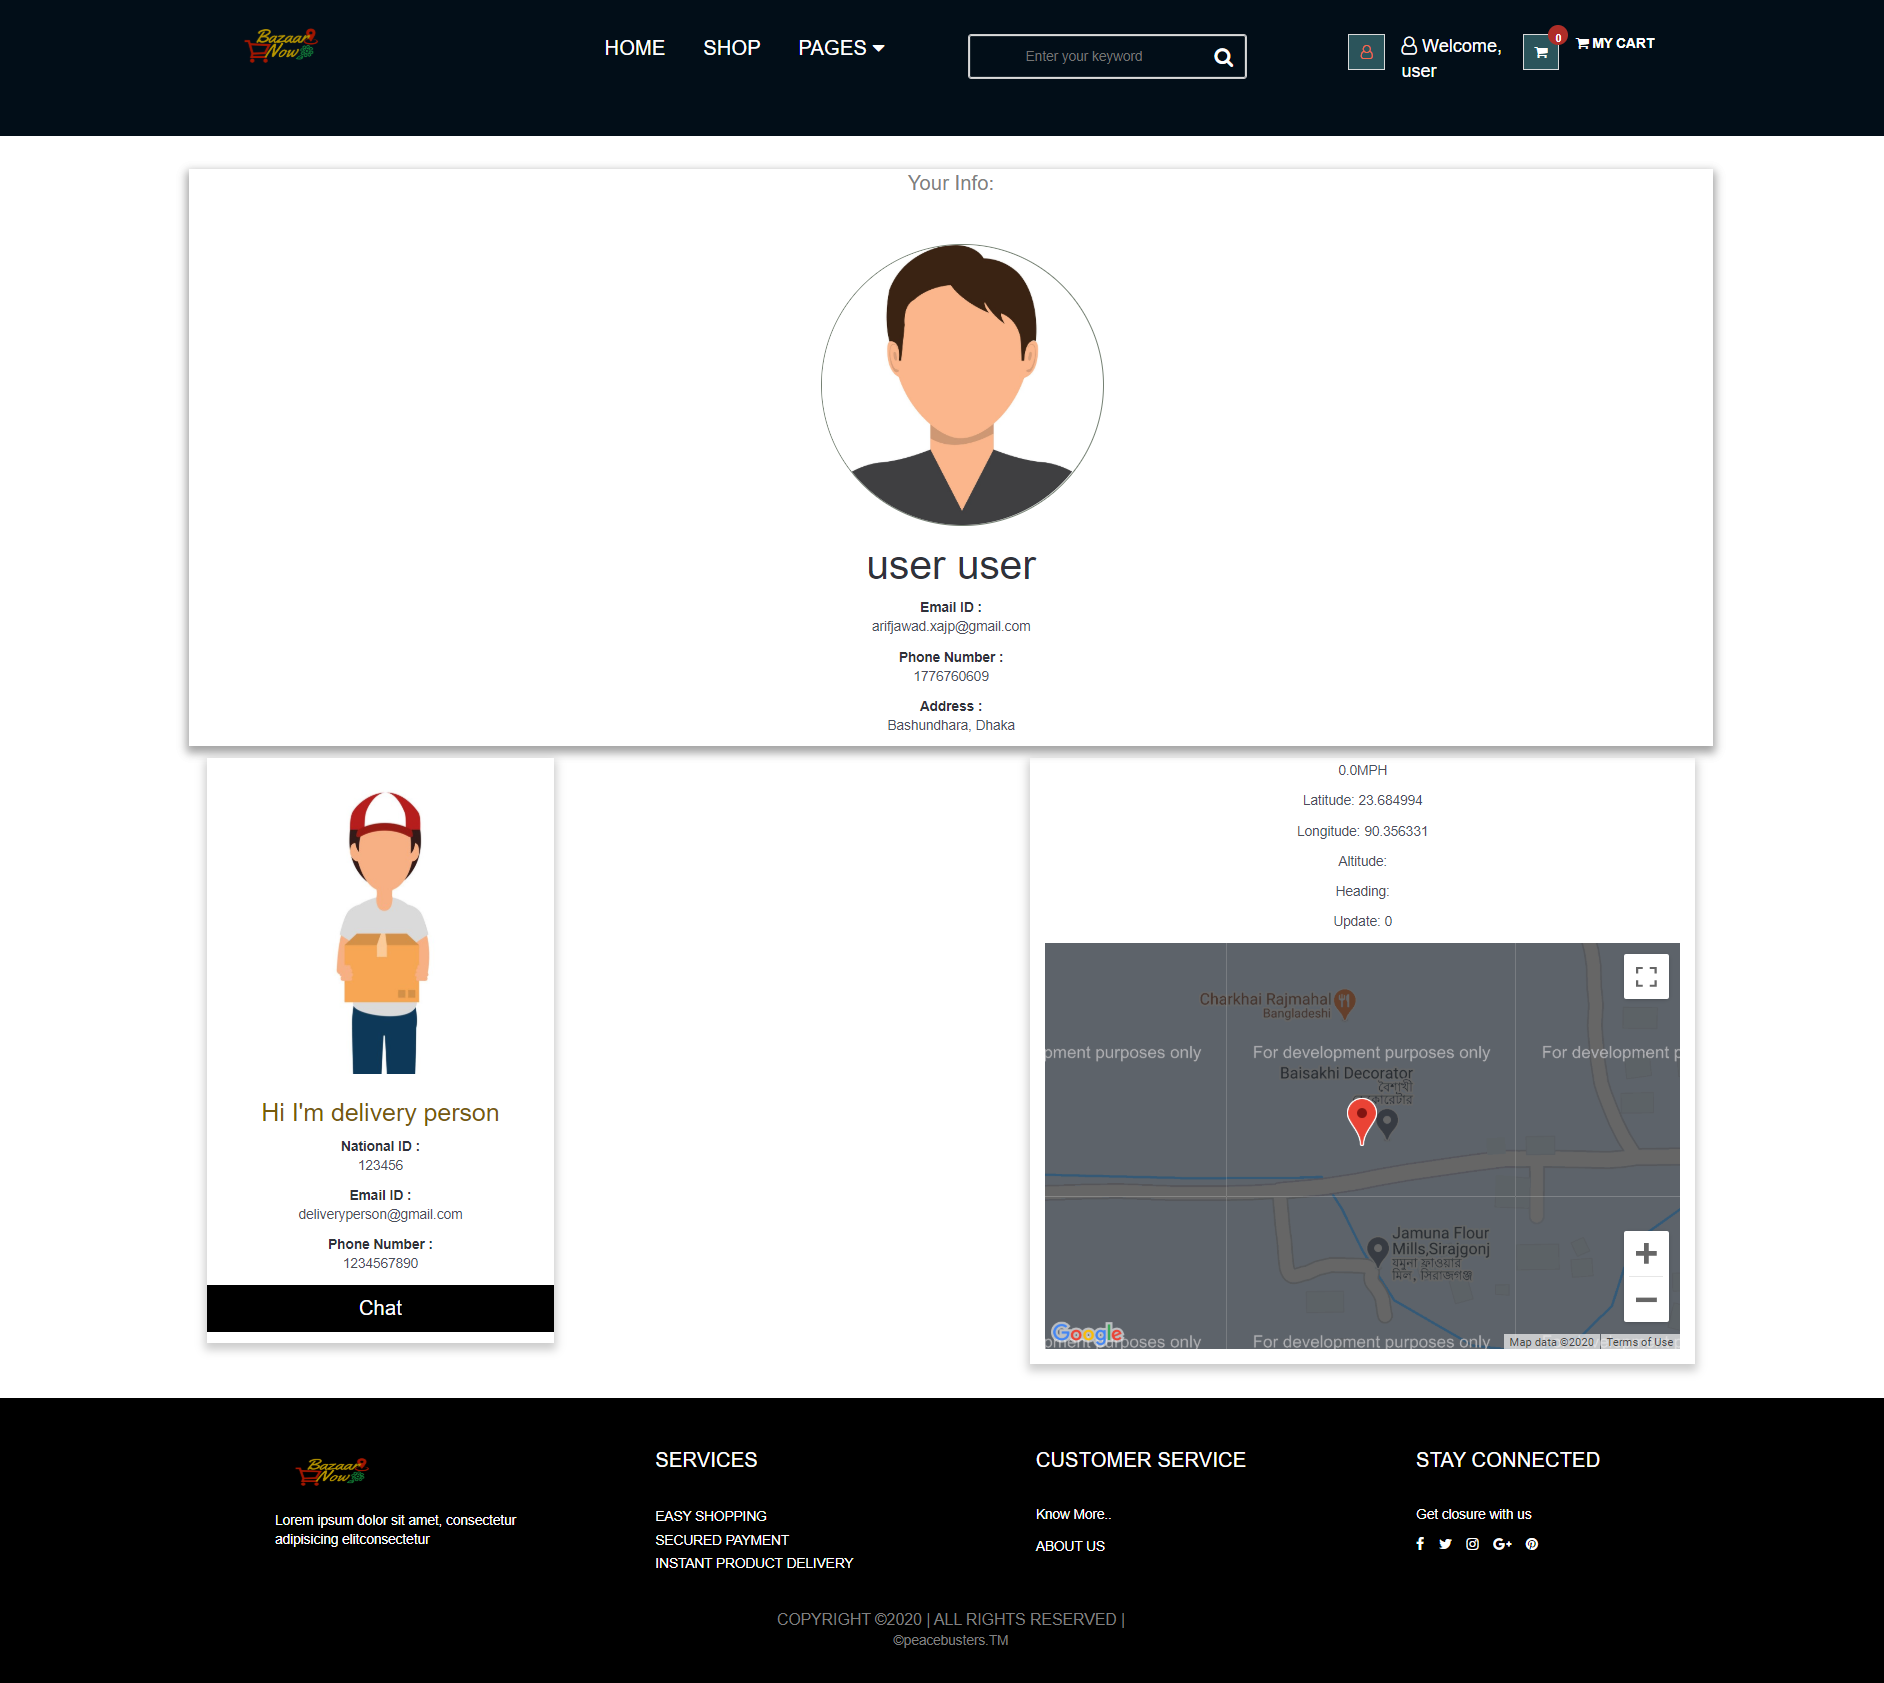 Bazaar
Now
HOME
SHOP
PAGES
Enter your keyword
Welcome,
user
0
MY CART
Your Info:
user user
Email ID :
arifjawad.xajp@gmail.com
Phone Number :
1776760609
Address :
Bashundhara, Dhaka
Hi I'm delivery person
National ID :
123456
Email ID :
deliveryperson@gmail.com
Phone Number :
1234567890
Chat
0.0MPH
Latitude: 23.684994
Longitude: 90.356331
Altitude:
Heading:
Update: 0
Charkhai Rajmahal
Bangladeshi
pment purposes only
For development purposes only
For development p
Baisakhi Decorator
বৈশাখী
Jamuna Flour
Mills,Sirajgonj
যমুনা ফ্লাওয়ার
মিল, সিরাজগঞ্জ
Google
pment purposes only
For development purposes only
Map data ©2020
Terms of Use
Bazaar
Now
Lorem ipsum dolor sit amet, consectetur
adipisicing elitconsectetur
SERVICES
EASY SHOPPING
SECURED PAYMENT
INSTANT PRODUCT DELIVERY
CUSTOMER SERVICE
Know More..
ABOUT US
STAY CONNECTED
Get closure with us
COPYRIGHT ©2020 | ALL RIGHTS RESERVED |
©peacebusters.TM